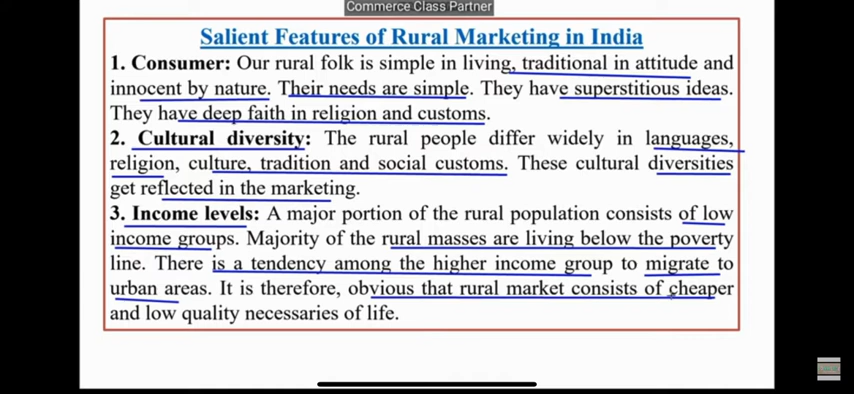 Commerce Class Partner
Salient Features of Rural Marketing in India
1. Consumer: Our rural folk is simple in living, traditional in attitude and
innocent by nature. Their needs are simple. They have superstitious ideas.
They have deep faith in religion and customs.
2. Cultural diversity: The rural people differ widely in languages,
religion, culture, tradition and social customs. These cultural diversities
get reflected in the marketing.
3. Income levels: A major portion of the rural population consists of low
income groups. Majority of the rural masses are living below the poverty
line. There is a tendency among the higher income group to migrate to
urban areas. It is therefore, obvious that rural market consists of cheaper
and low quality necessaries of life.